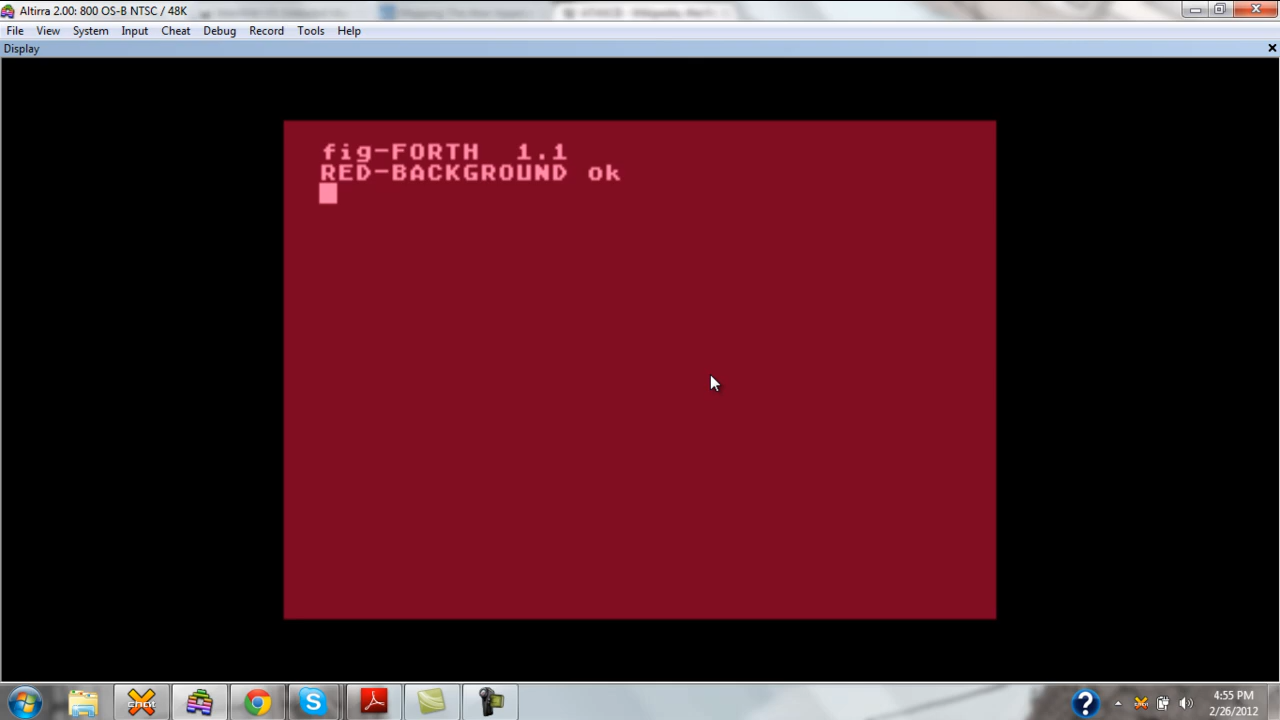 Altirra 2.00: 800 OS-B NTSC / 48K
File View System Input Cheat Debug Record Tools Help
Display
fig-FORTH 1.1
RED-BACKGROUND ok
4:55 PM
2/26/2012